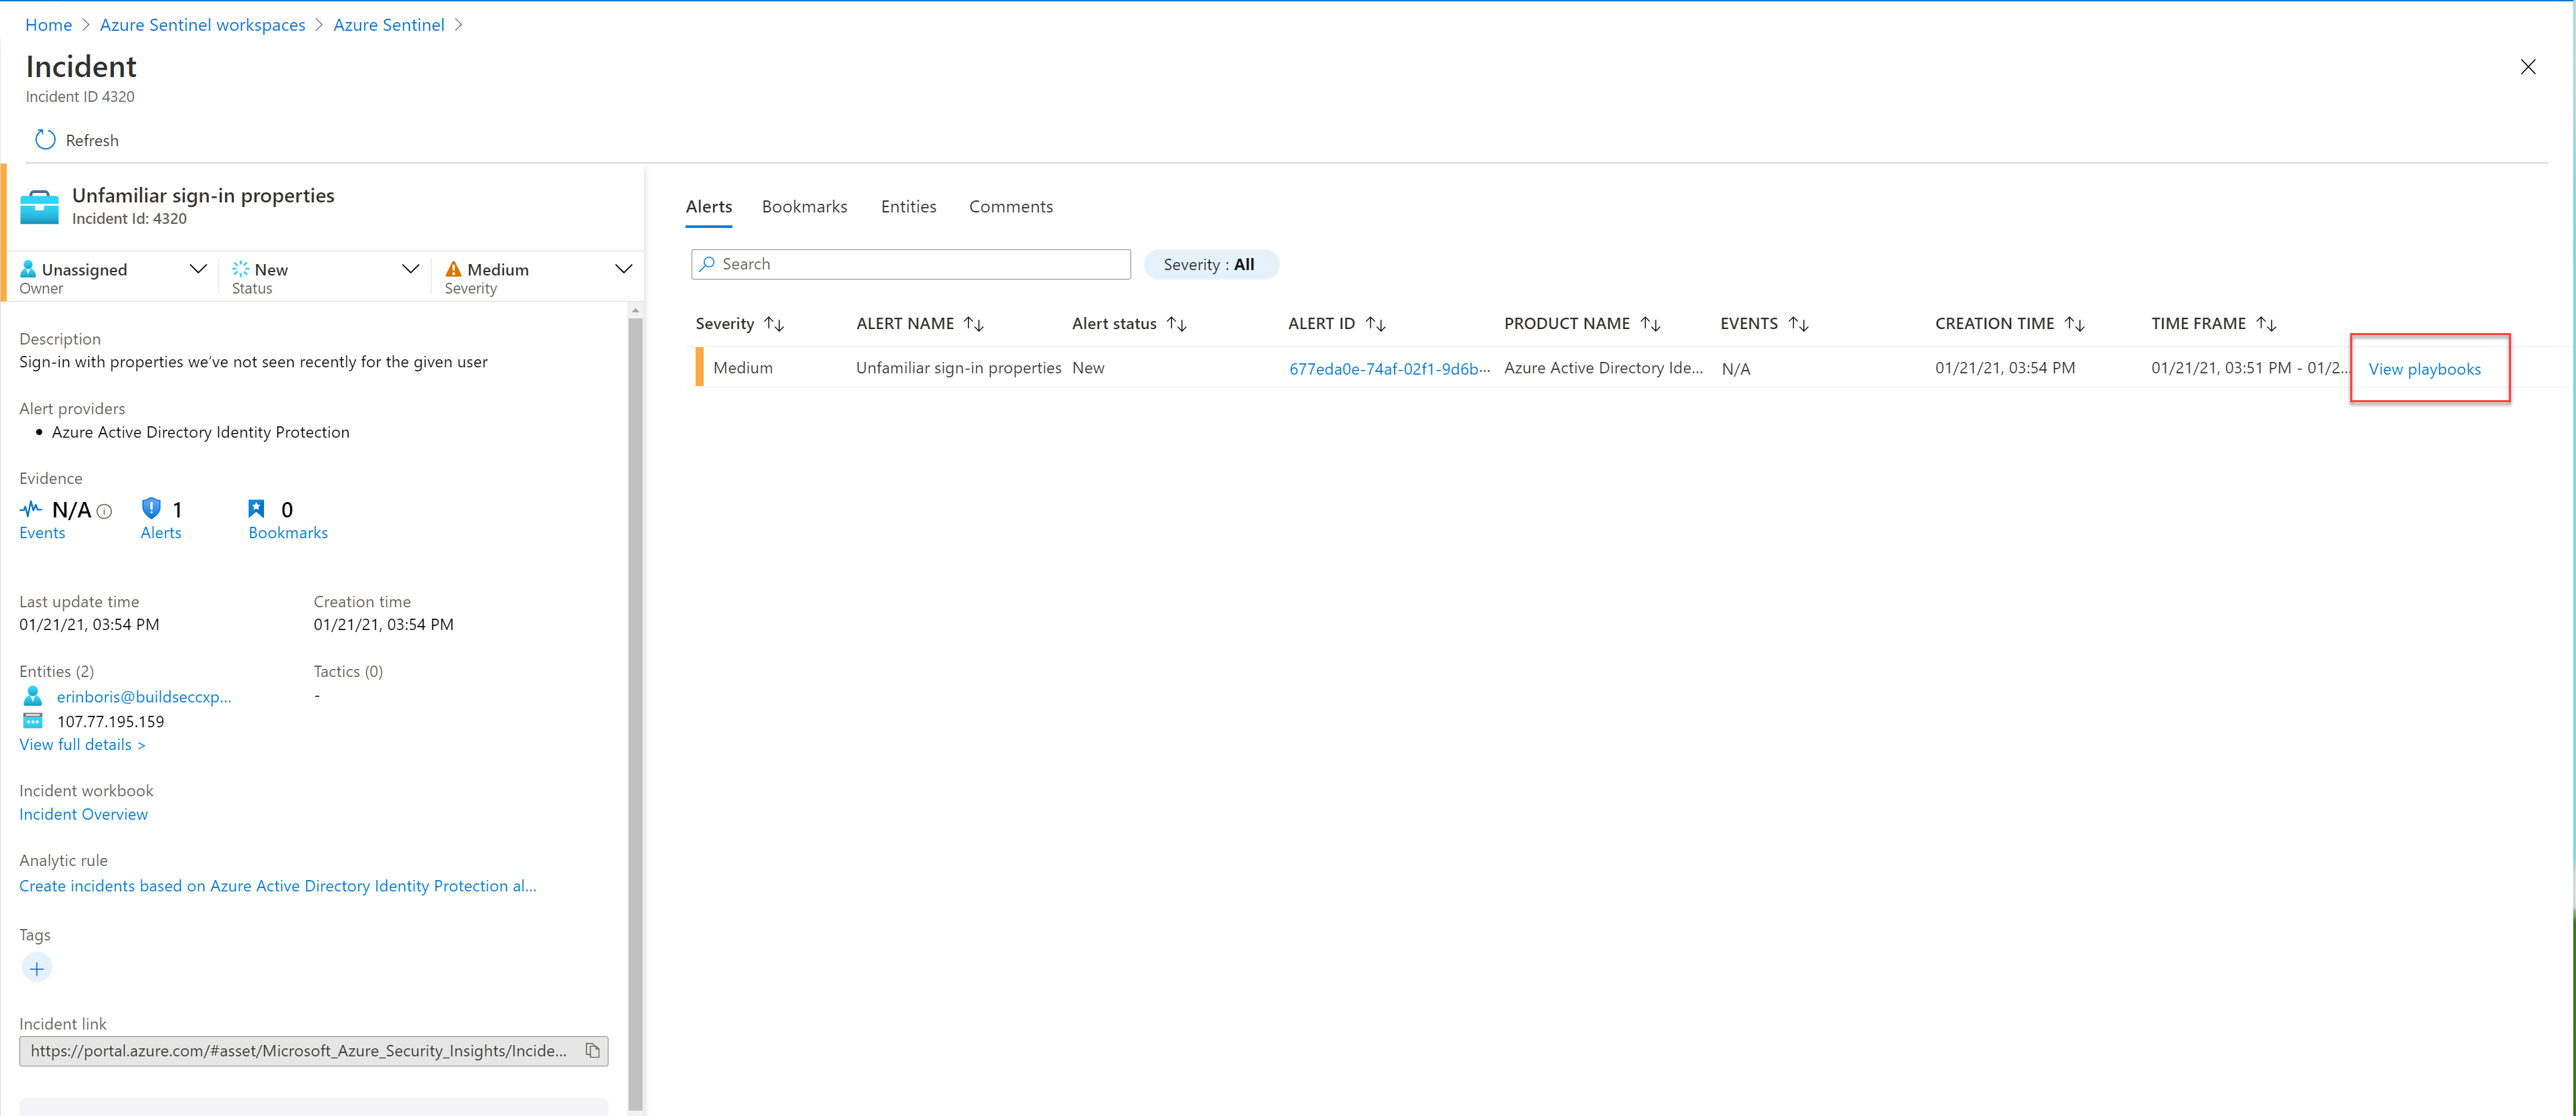 Home > Azure Sentinel workspaces > Azure Sentinel >
Incident
Incident ID 4320
Refresh
Unfamiliar sign-in properties
Incident Id: 4320
Unassigned
Owner
New
Status
Medium
Severity
Description
Sign-in with properties we've not seen recently for the given user
Alert providers
• Azure Active Directory Identity Protection
Evidence
N/A
Events
1
Alerts
0
Bookmarks
Last update time
01/21/21, 03:54 PM
Creation time
01/21/21, 03:54 PM
Entities (2)
erinboris@buildseccxp...
107.77.195.159
View full details >
Tactics (0)
-
Incident workbook
Incident Overview
Analytic rule
Create incidents based on Azure Active Directory Identity Protection al...
Tags
+
Incident link
https://portal.azure.com/#asset/Microsoft_Azure_Security_Insights/Incide...
Alerts Bookmarks Entities Comments
Search
Severity : All
Severity ALERT NAME Alert status ALERT ID PRODUCT NAME EVENTS CREATION TIME TIME FRAME
Medium Unfamiliar sign-in properties New 677eda0e-74af-02f1-9d6b... Azure Active Directory Ide... N/A 01/21/21, 03:54 PM 01/21/21, 03:51 PM - 01/2... View playbooks